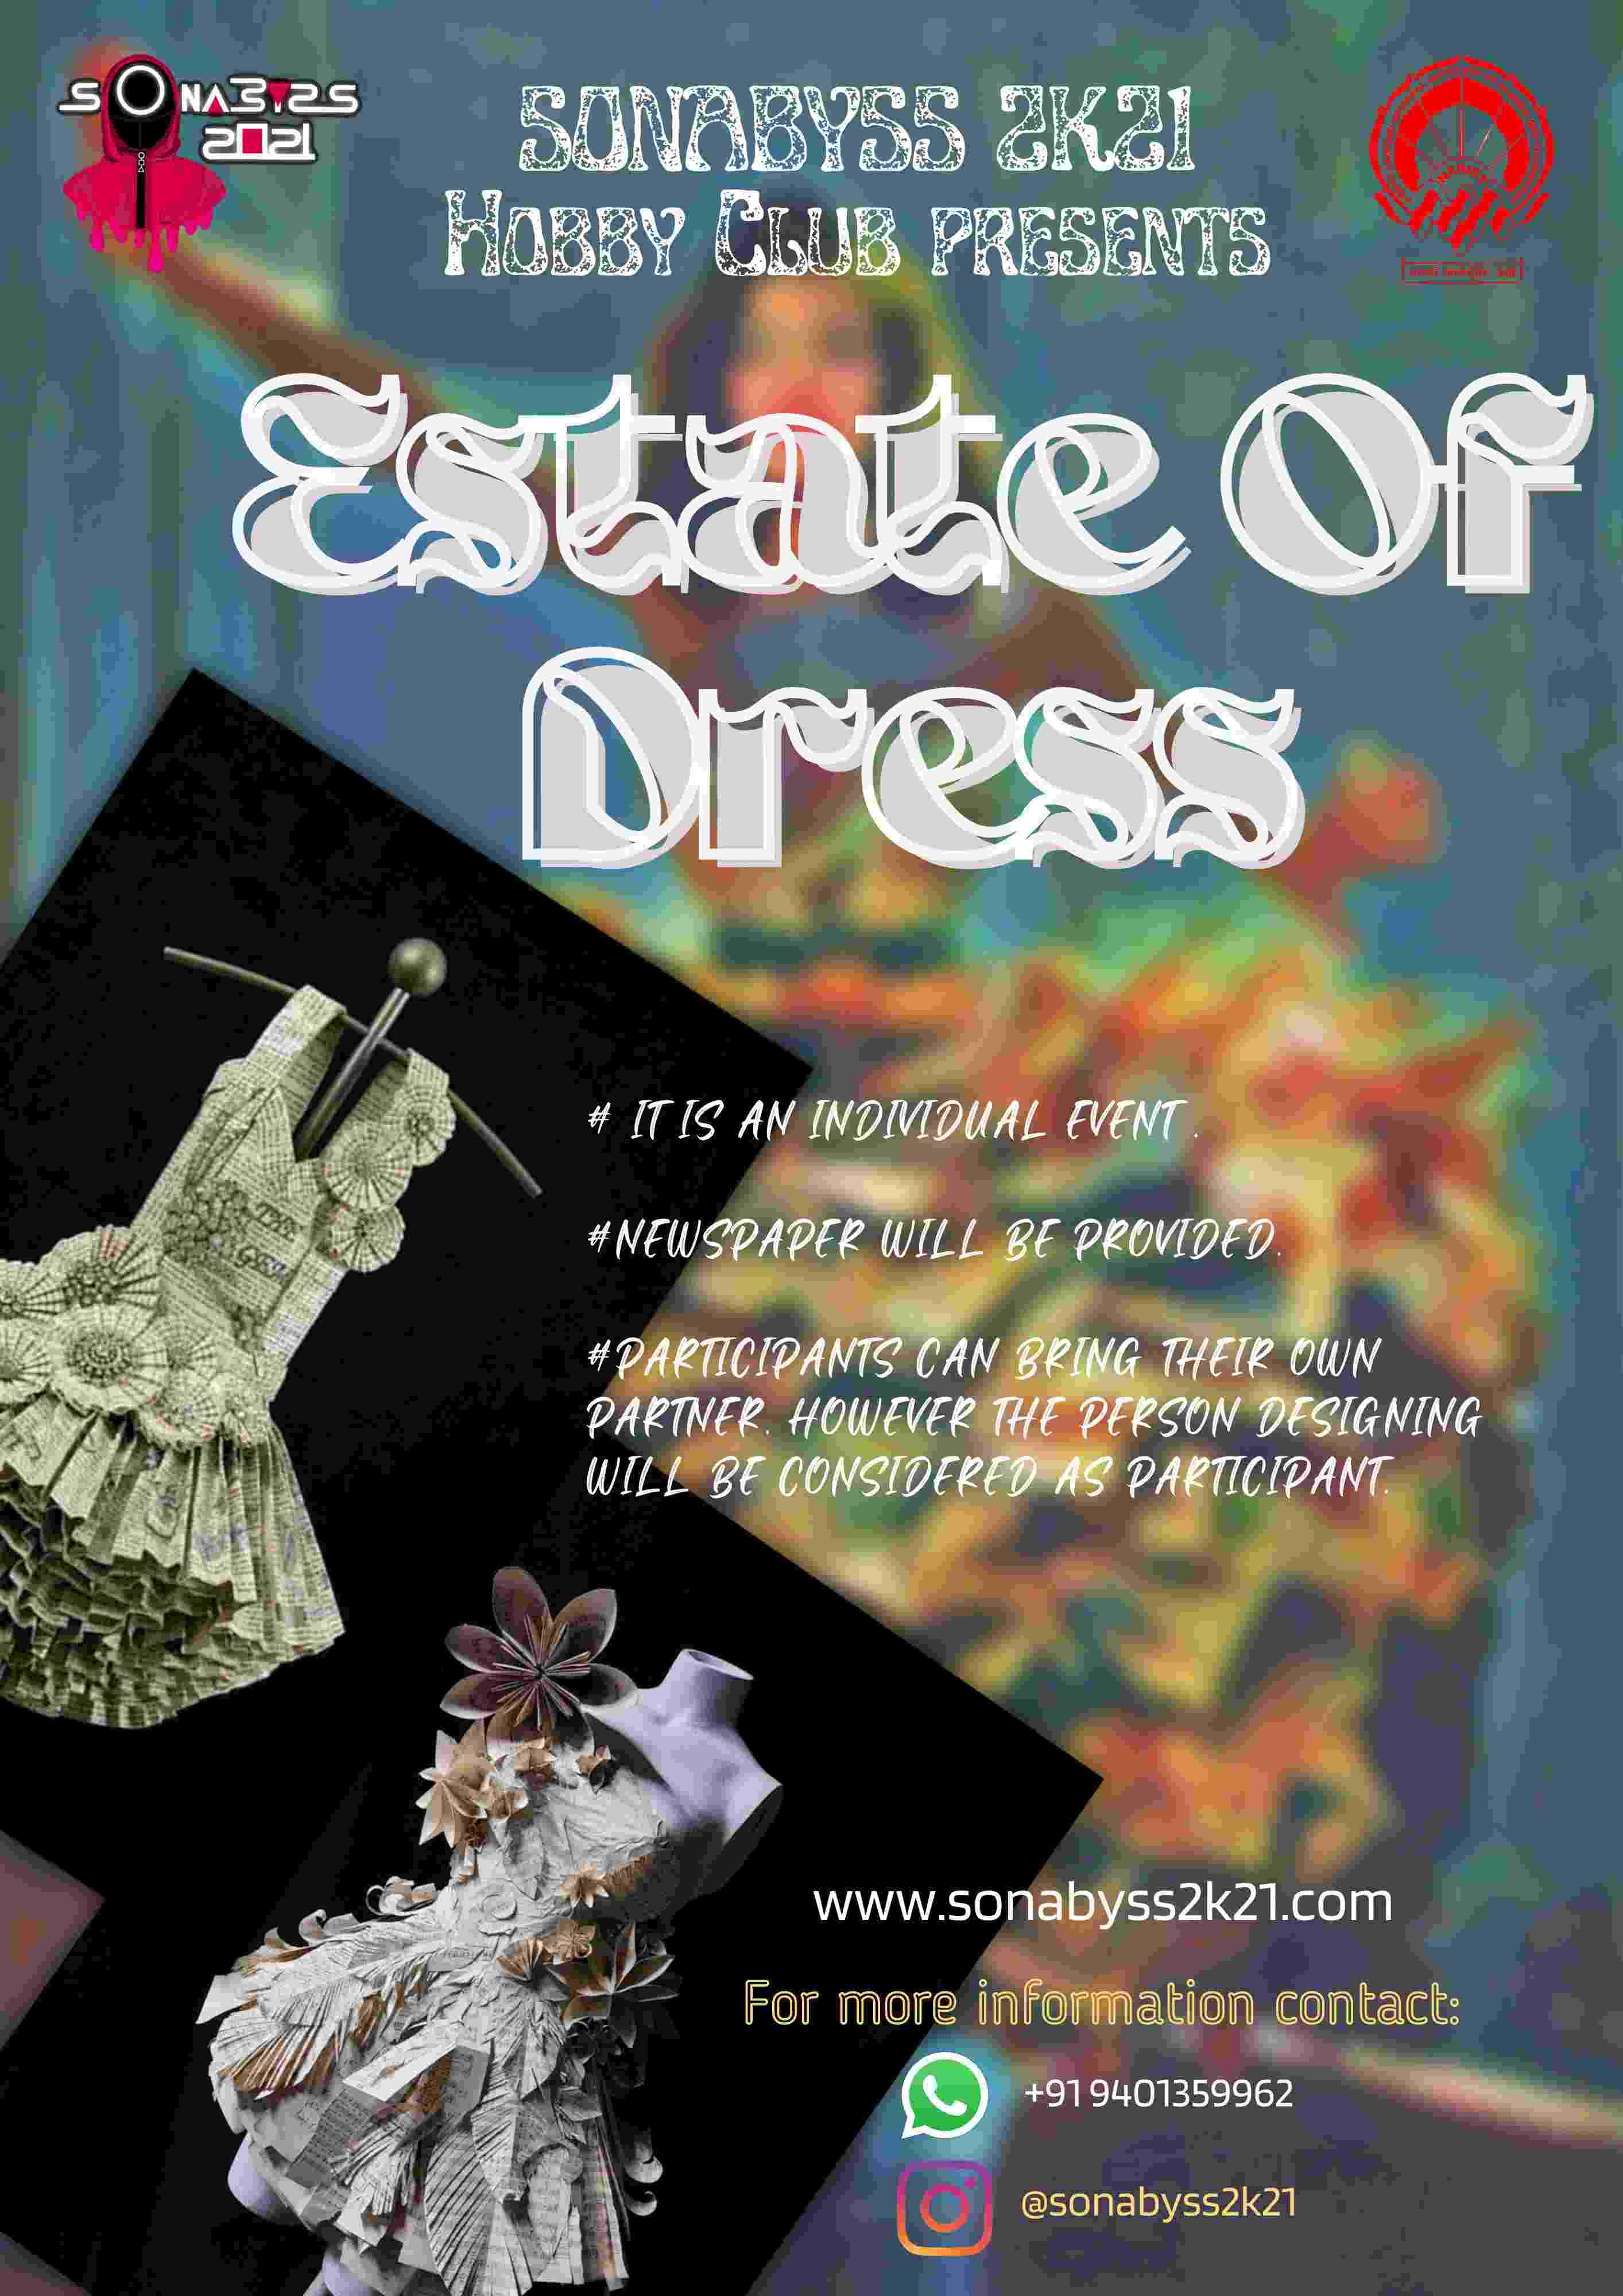 SONABYSS
2021
SONABYSS 2K21
HOBBY CLUB PRESENTS
Estate Of
Dress
# IT IS AN INDIVIDUAL EVENT .
#NEWSPAPER WILL BE PROVIDED.
#PARTICIPANTS CAN BRING THEIR OWN
PARTNER. HOWEVER THE PERSON DESIGNING
WILL BE CONSIDERED AS PARTICIPANT.
www.sonabyss2k21.com
For more information contact:
+91 9401359962
@sonabyss2k21